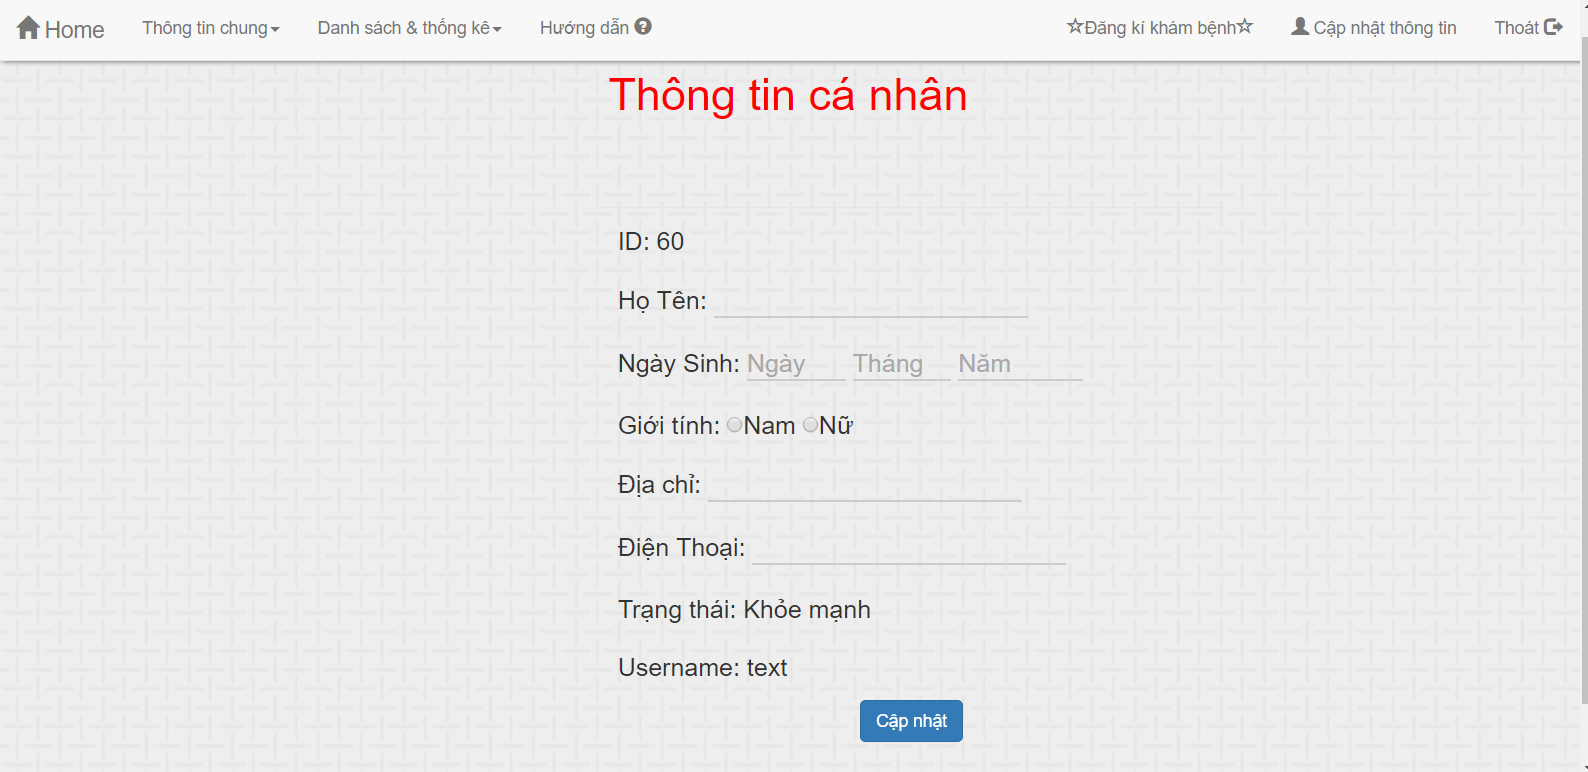 Home Thông tin chung Danh sách & thống kê Hướng dẫn ☆Đăng kí khám bệnh☆ Cập nhật thông tin Thoát
Thông tin cá nhân
ID: 60
Họ Tên:
Ngày Sinh: Ngày Tháng Năm
Giới tính: Nam Nữ
Địa chỉ:
Điện Thoại:
Trạng thái: Khỏe mạnh
Username: text
Cập nhật